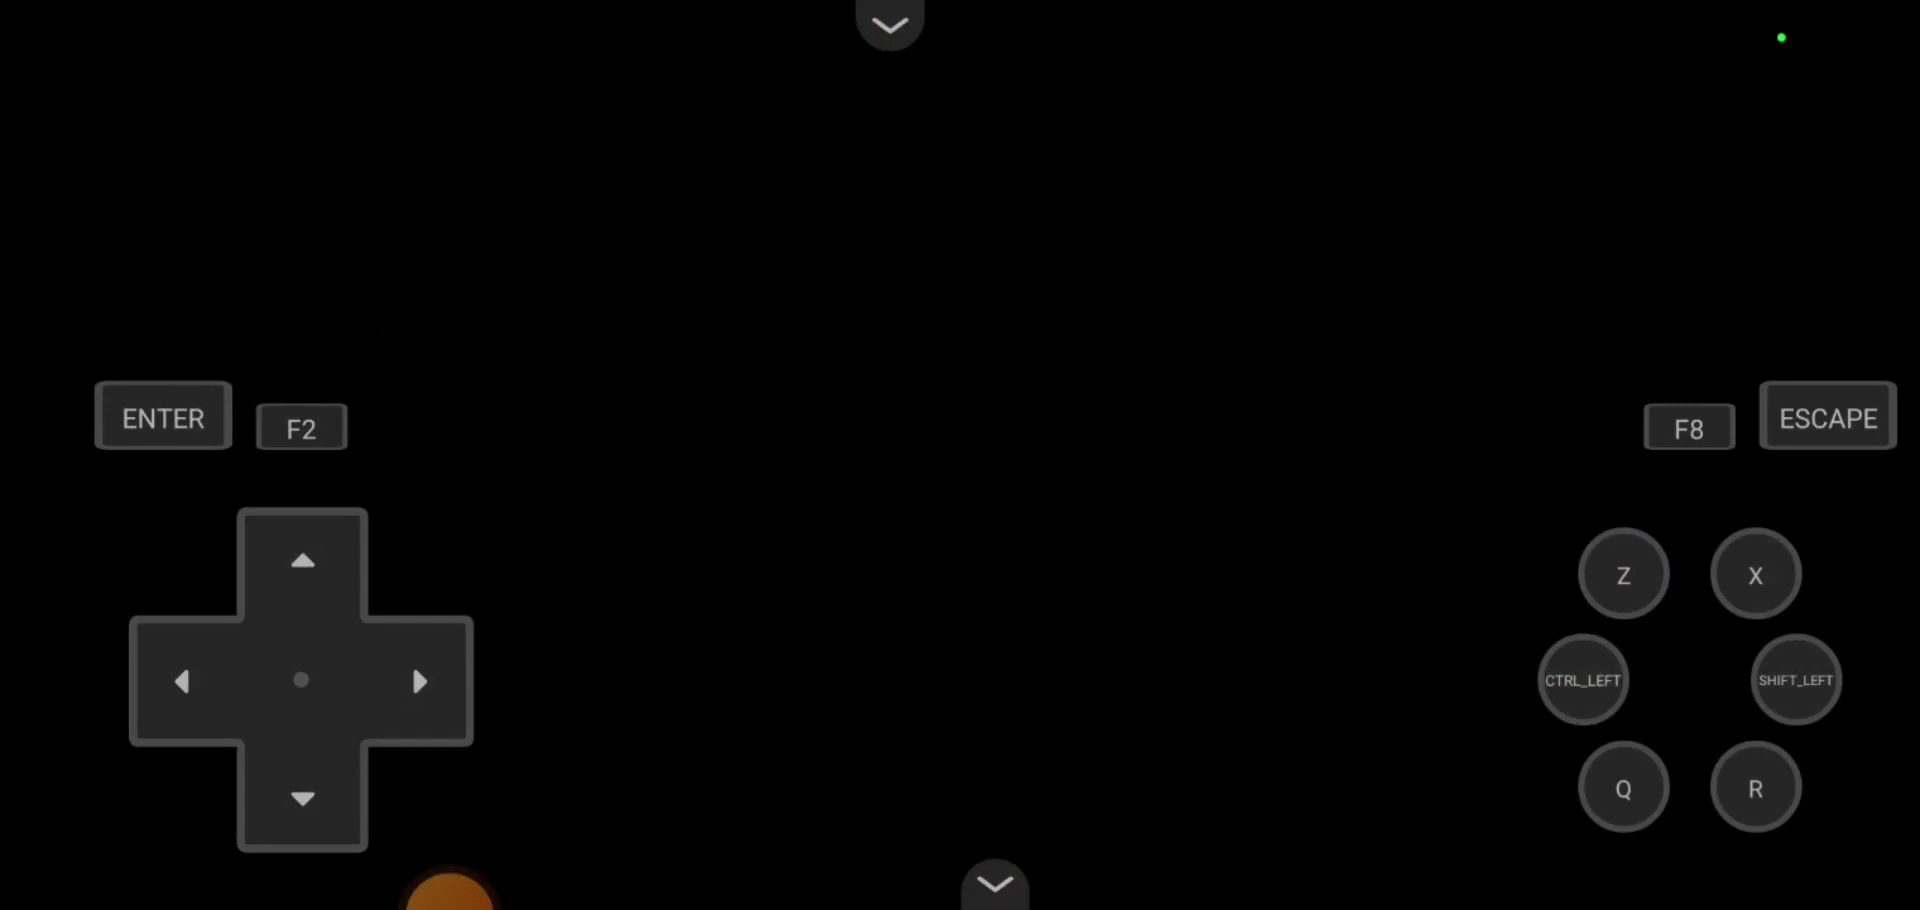 ENTER
F2
F8
ESCAPE
Z
X
CTRL_LEFT
SHIFT_LEFT
Q
R